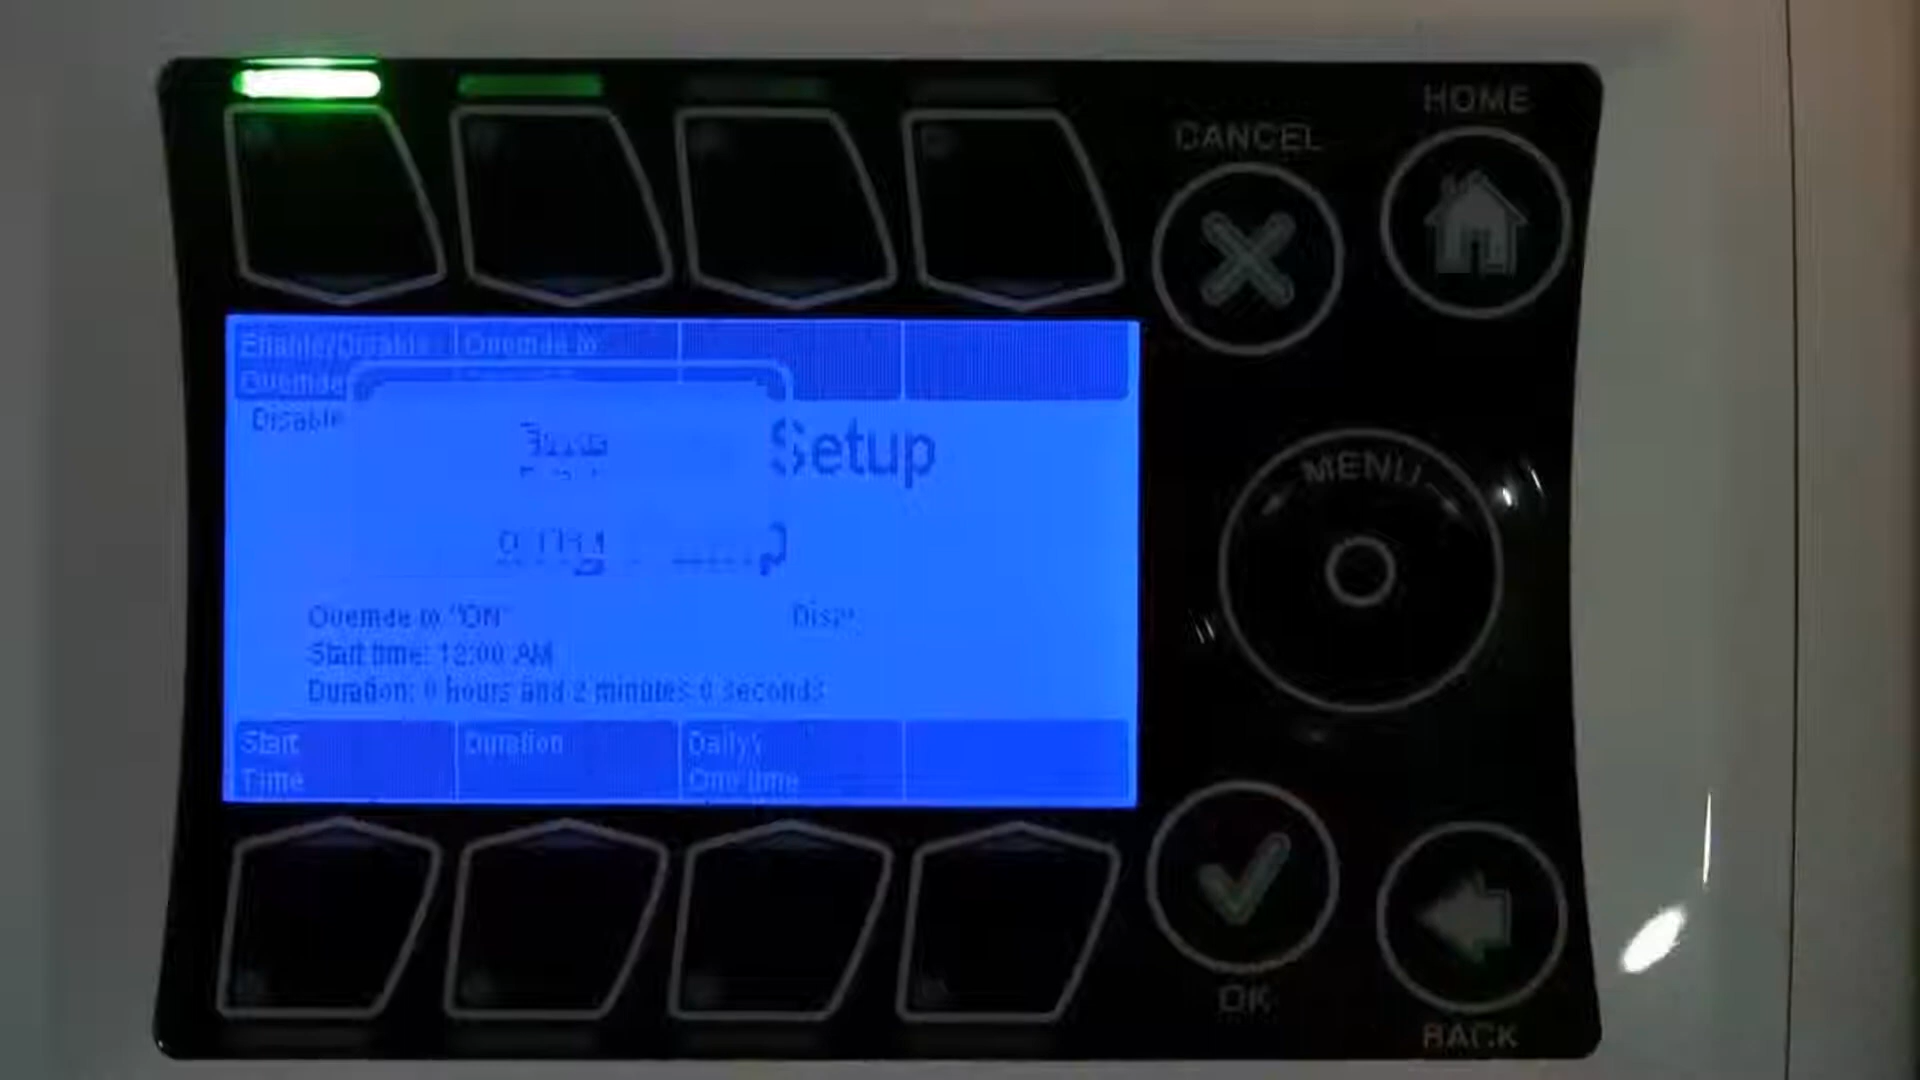 HOME
CANCEL
Enable/Disable Override to
Override
Disable
Setup
MENU
Override to "ON"
Start time: 12:00 AM
Duration: 0 hours and 2 minutes 0 seconds
Start Duration Daily\
Time One time
OK
BACK